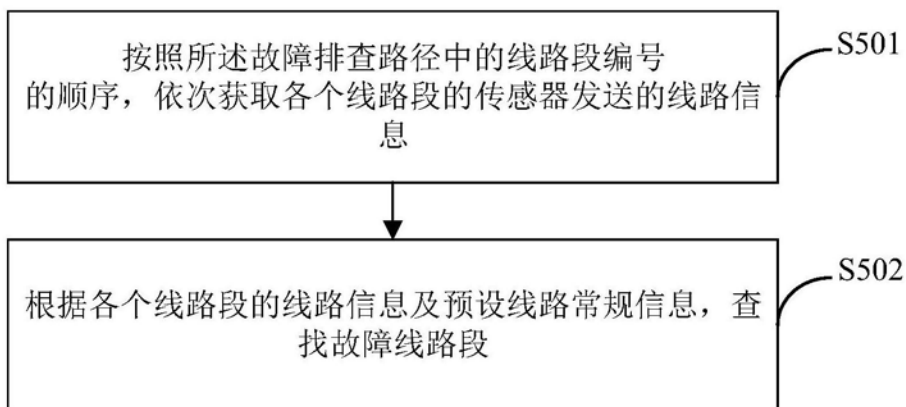 按照所述故障排查路径中的线路段编号
的顺序，依次获取各个线路段的传感器发送的线路信
息
S501
根据各个线路段的线路信息及预设线路常规信息，查
找故障线路段
S502